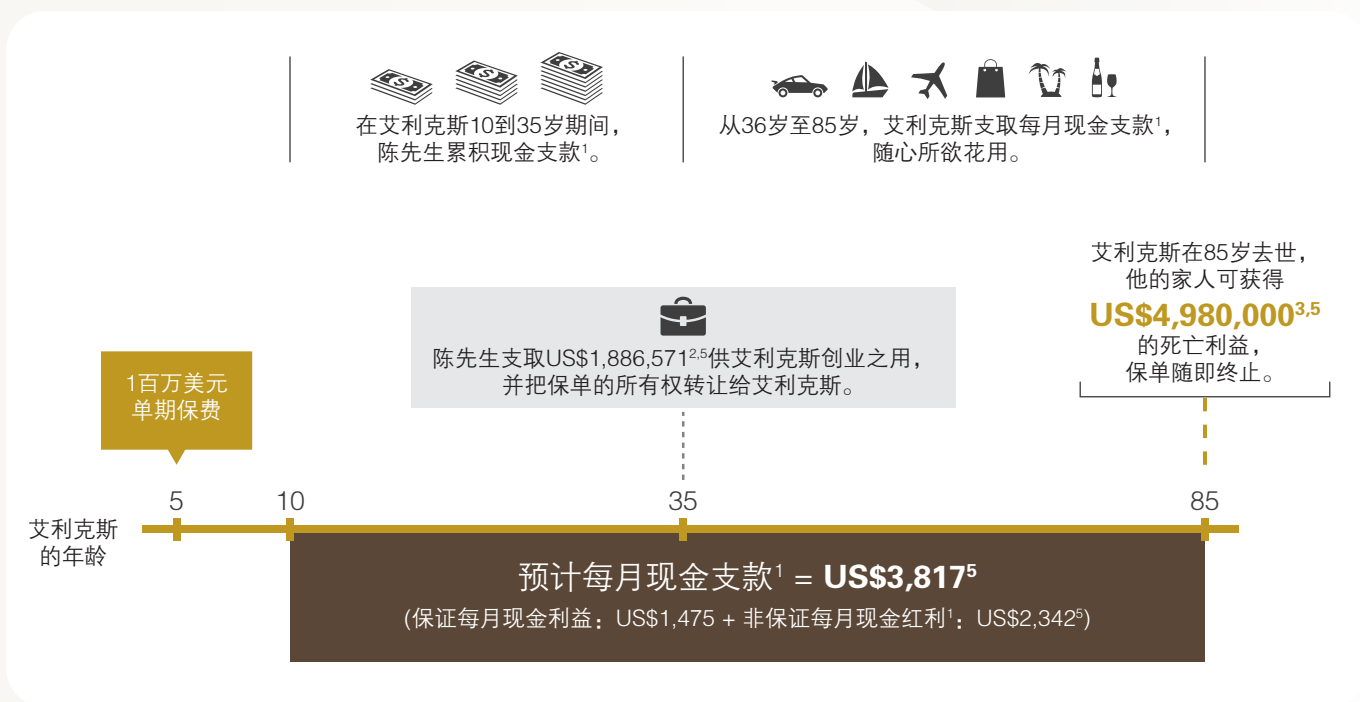 在艾利克斯10到35岁期间，
陈先生累积现金支款¹。
从36岁至85岁，艾利克斯支取每月现金支款¹，
随心所欲花用。
艾利克斯在85岁去世，
他的家人可获得
US$4,980,000³,⁵
的死亡利益，
保单随即终止。
陈先生支取US$1,886,571²,⁵供艾利克斯创业之用，
并把保单的所有权转让给艾利克斯。
1百万美元
单期保费
5
10
35
85
艾利克斯
的年龄
预计每月现金支款¹ = US$3,817⁵
(保证每月现金利益：US$1,475 + 非保证每月现金红利¹：US$2,342⁵)